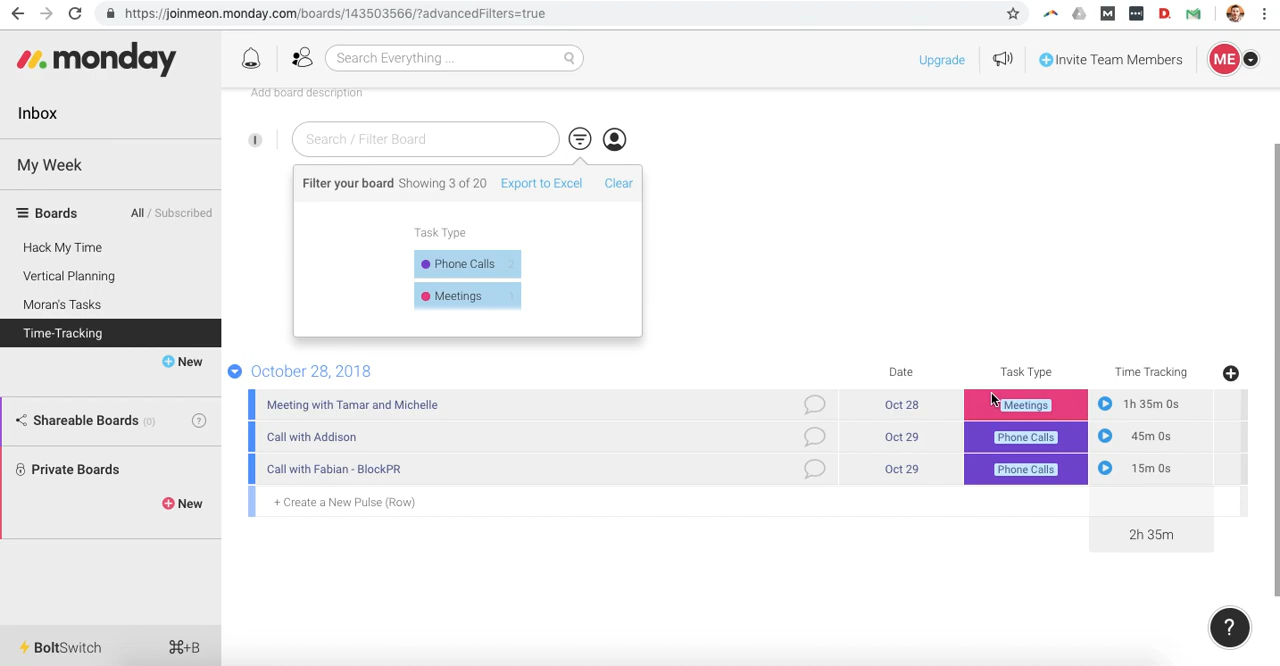 https://joinmeon.monday.com/boards/143503566/?advancedFilters=true
M
D.
monday
Search Everything ...
Upgrade
Invite Team Members
ME
Inbox
My Week
Boards All / Subscribed
Hack My Time
Vertical Planning
Moran's Tasks
Time-Tracking
New
Shareable Boards (0) ?
Private Boards
New
BoltSwitch ⌘+B
Add board description
I
Search / Filter Board
Filter your board Showing 3 of 20 Export to Excel Clear
Task Type
Phone Calls 2
Meetings 1
October 28, 2018 Date Task Type Time Tracking
Meeting with Tamar and Michelle Oct 28 Meetings 1h 35m 0s
Call with Addison Oct 29 Phone Calls 45m 0s
Call with Fabian - BlockPR Oct 29 Phone Calls 15m 0s
+ Create a New Pulse (Row)
2h 35m
?